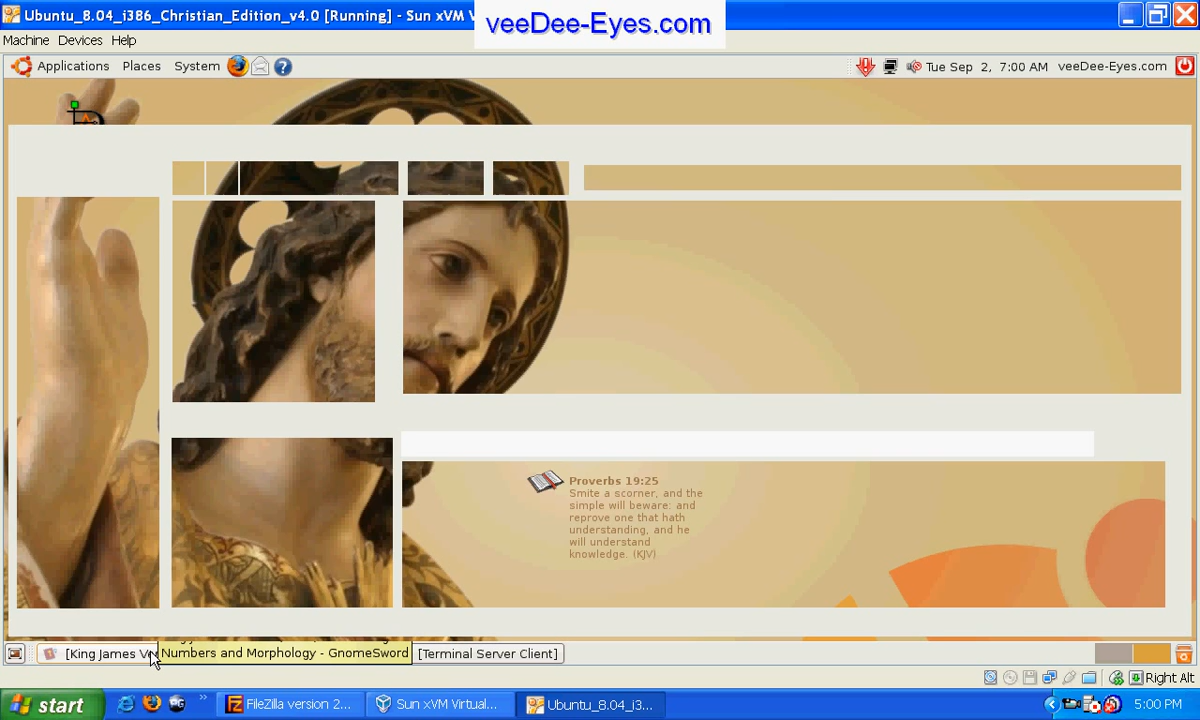 Ubuntu_8.04_i386_Christian_Edition_v4.0 [Running] - Sun xVM V
veeDee-Eyes.com
Machine Devices Help
Applications Places System
Tue Sep 2, 7:00 AM veeDee-Eyes.com
Proverbs 19:25
Smite a scorner, and the
simple will beware: and
reprove one that hath
understanding, and he
will understand
knowledge. (KJV)
[King James Ve
Numbers and Morphology - GnomeSword
[Terminal Server Client]
Right Alt
start
FileZilla version 2...
Sun xVM Virtual...
Ubuntu_8.04_i3...
5:00 PM